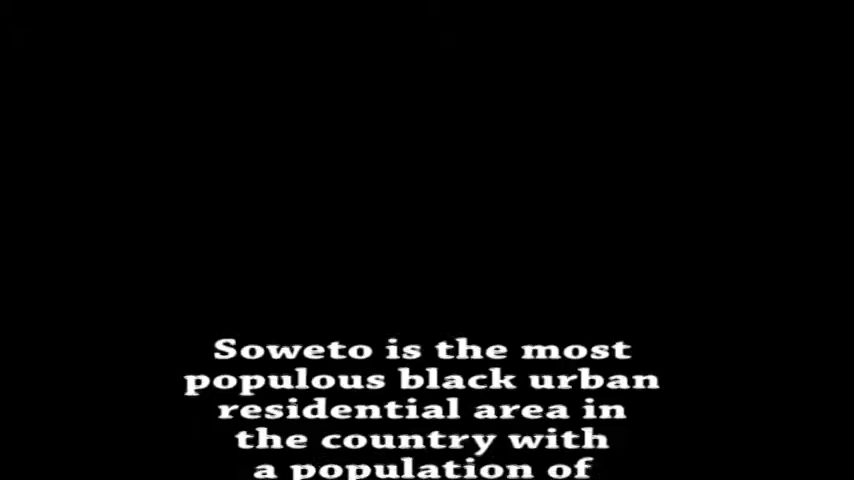 Soweto is the most
populous black urban
residential area in
the country with
a population of